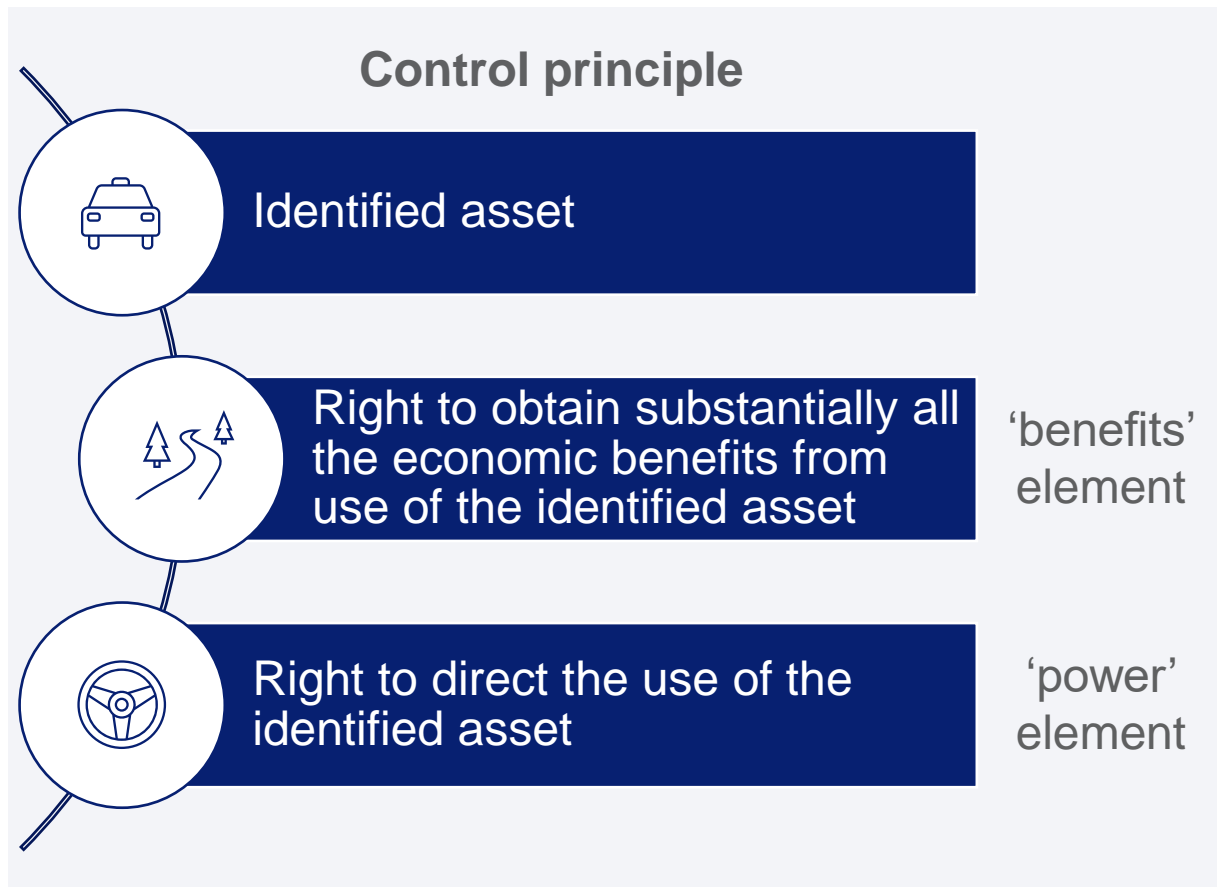 Control principle
Identified asset
Right to obtain substantially all
the economic benefits from
use of the identified asset
‘benefits’
element
Right to direct the use of the
identified asset
‘power’
element